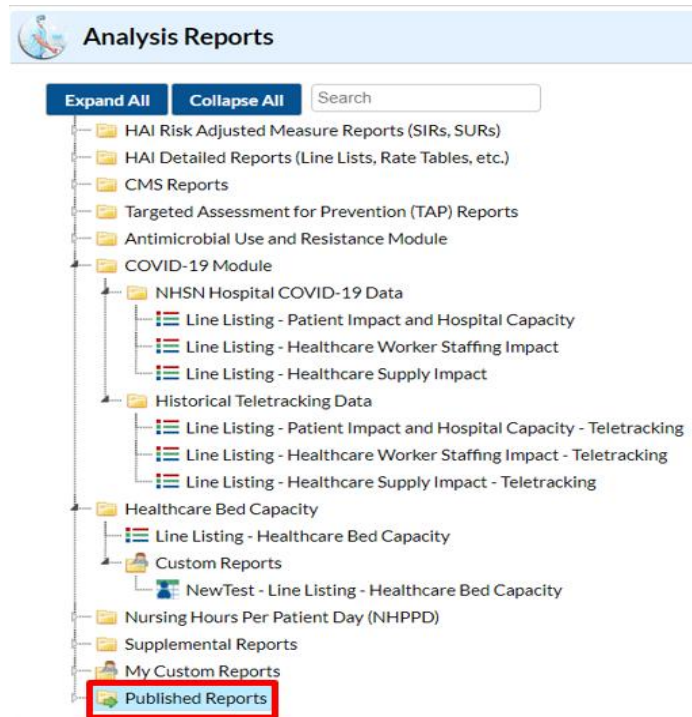 Analysis Reports
Expand All Collapse All Search
HAI Risk Adjusted Measure Reports (SIRs, SURs)
HAI Detailed Reports (Line Lists, Rate Tables, etc.)
CMS Reports
Targeted Assessment for Prevention (TAP) Reports
Antimicrobial Use and Resistance Module
COVID-19 Module
NHSN Hospital COVID-19 Data
Line Listing - Patient Impact and Hospital Capacity
Line Listing - Healthcare Worker Staffing Impact
Line Listing - Healthcare Supply Impact
Historical Teletracking Data
Line Listing - Patient Impact and Hospital Capacity - Teletracking
Line Listing - Healthcare Worker Staffing Impact - Teletracking
Line Listing - Healthcare Supply Impact - Teletracking
Healthcare Bed Capacity
Line Listing - Healthcare Bed Capacity
Custom Reports
NewTest - Line Listing - Healthcare Bed Capacity
Nursing Hours Per Patient Day (NHPPD)
Supplemental Reports
My Custom Reports
Published Reports